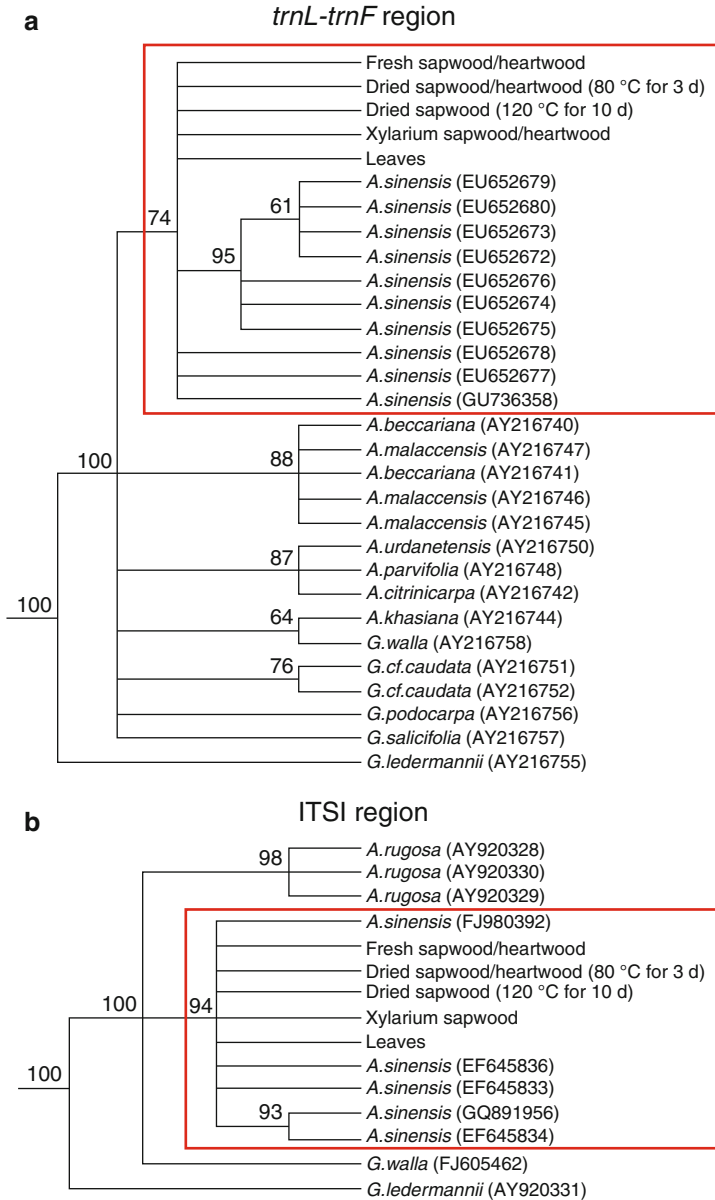 a
trnL-trnF region
Fresh sapwood/heartwood
Dried sapwood/heartwood (80 °C for 3 d)
Dried sapwood (120 °C for 10 d)
Xylarium sapwood/heartwood
Leaves
A.sinensis (EU652679)
61
A.sinensis (EU652680)
74
A.sinensis (EU652673)
95
A.sinensis (EU652672)
A.sinensis (EU652676)
A.sinensis (EU652674)
A.sinensis (EU652675)
A.sinensis (EU652678)
A.sinensis (EU652677)
A.sinensis (GU736358)
A.beccariana (AY216740)
A.malaccensis (AY216747)
100
88
A.beccariana (AY216741)
A.malaccensis (AY216746)
A.malaccensis (AY216745)
A.urdanetensis (AY216750)
87
A.parvifolia (AY216748)
A.citrinicarpa (AY216742)
100
64
A.khasiana (AY216744)
G.walla (AY216758)
76
G.cf.caudata (AY216751)
G.cf.caudata (AY216752)
G.podocarpa (AY216756)
G.salicifolia (AY216757)
G.ledermannii (AY216755)
b
ITSI region
A.rugosa (AY920328)
98
A.rugosa (AY920330)
A.rugosa (AY920329)
A.sinensis (FJ980392)
Fresh sapwood/heartwood
Dried sapwood/heartwood (80 °C for 3 d)
Dried sapwood (120 °C for 10 d)
100
94
Xylarium sapwood
Leaves
A.sinensis (EF645836)
100
A.sinensis (EF645833)
93
A.sinensis (GQ891956)
A.sinensis (EF645834)
G.walla (FJ605462)
G.ledermannii (AY920331)